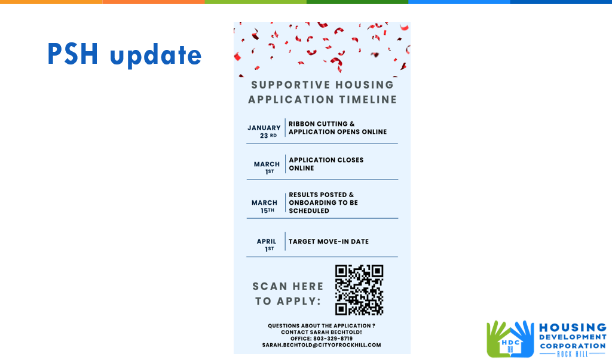 PSH update
SUPPORTIVE HOUSING
APPLICATION TIMELINE
JANUARY
23 RD
RIBBON CUTTING &
APPLICATION OPENS ONLINE
MARCH
1ST
APPLICATION CLOSES
ONLINE
MARCH
15TH
RESULTS POSTED &
ONBOARDING TO BE
SCHEDULED
APRIL
1ST
TARGET MOVE-IN DATE
SCAN HERE
TO APPLY:
QUESTIONS ABOUT THE APPLICATION ?
CONTACT SARAH BECHTOLD!
OFFICE: 803-329-8719
SARAH.BECHTOLD@CITYOFROCKHILL.COM
HDC
HOUSING
DEVELOPMENT
CORPORATION
ROCK HILL